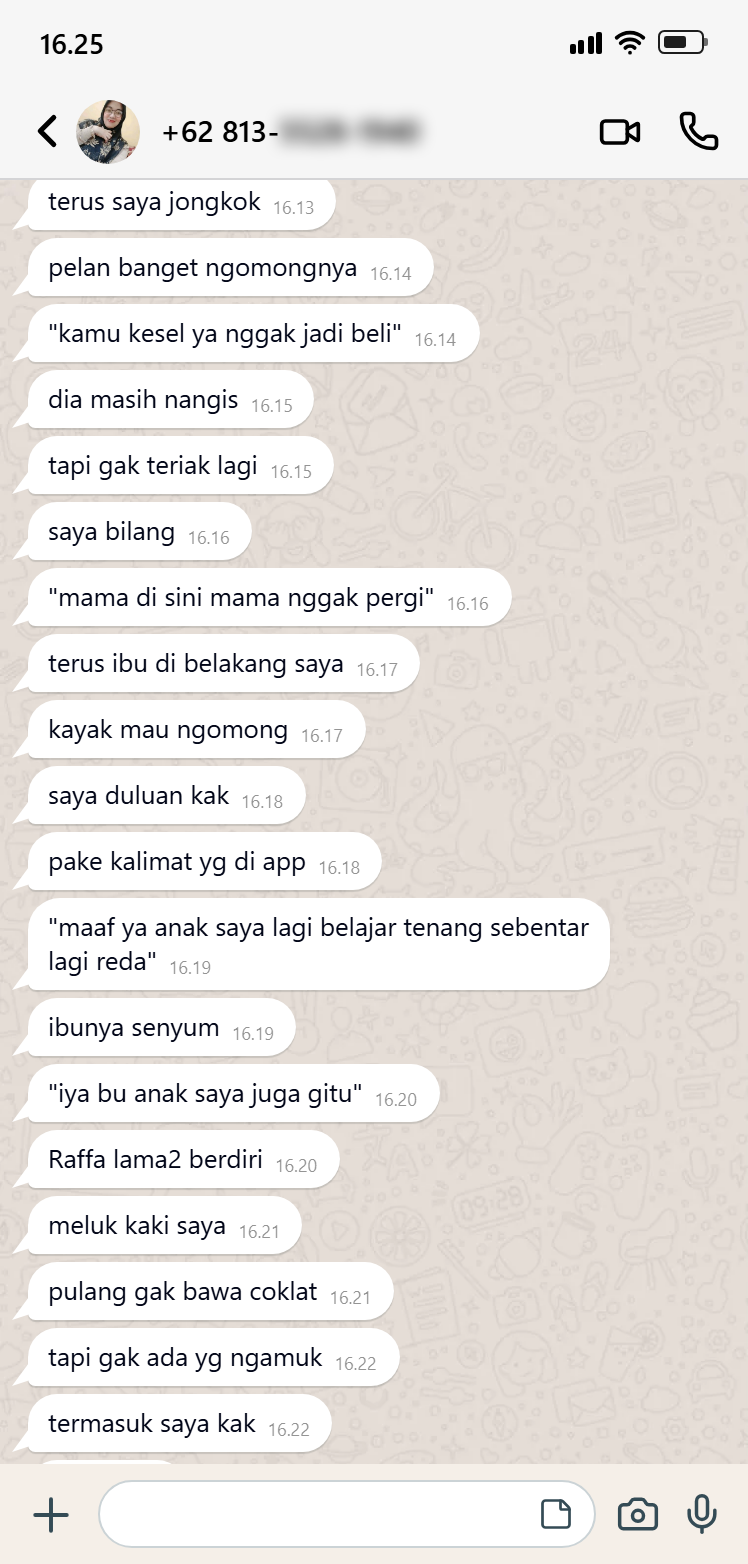 16.25
+62 813-
terus saya jongkok 16.13
pelan banget ngomongnya 16.14
"kamu kesel ya nggak jadi beli" 16.14
dia masih nangis 16.15
tapi gak teriak lagi 16.15
saya bilang 16.16
"mama di sini mama nggak pergi" 16.16
terus ibu di belakang saya 16.17
kayak mau ngomong 16.17
saya duluan kak 16.18
pake kalimat yg di app 16.18
"maaf ya anak saya lagi belajar tenang sebentar
lagi reda" 16.19
ibunya senyum 16.19
"iya bu anak saya juga gitu" 16.20
Raffa lama2 berdiri 16.20
meluk kaki saya 16.21
pulang gak bawa coklat 16.21
tapi gak ada yg ngamuk 16.22
termasuk saya kak 16.22